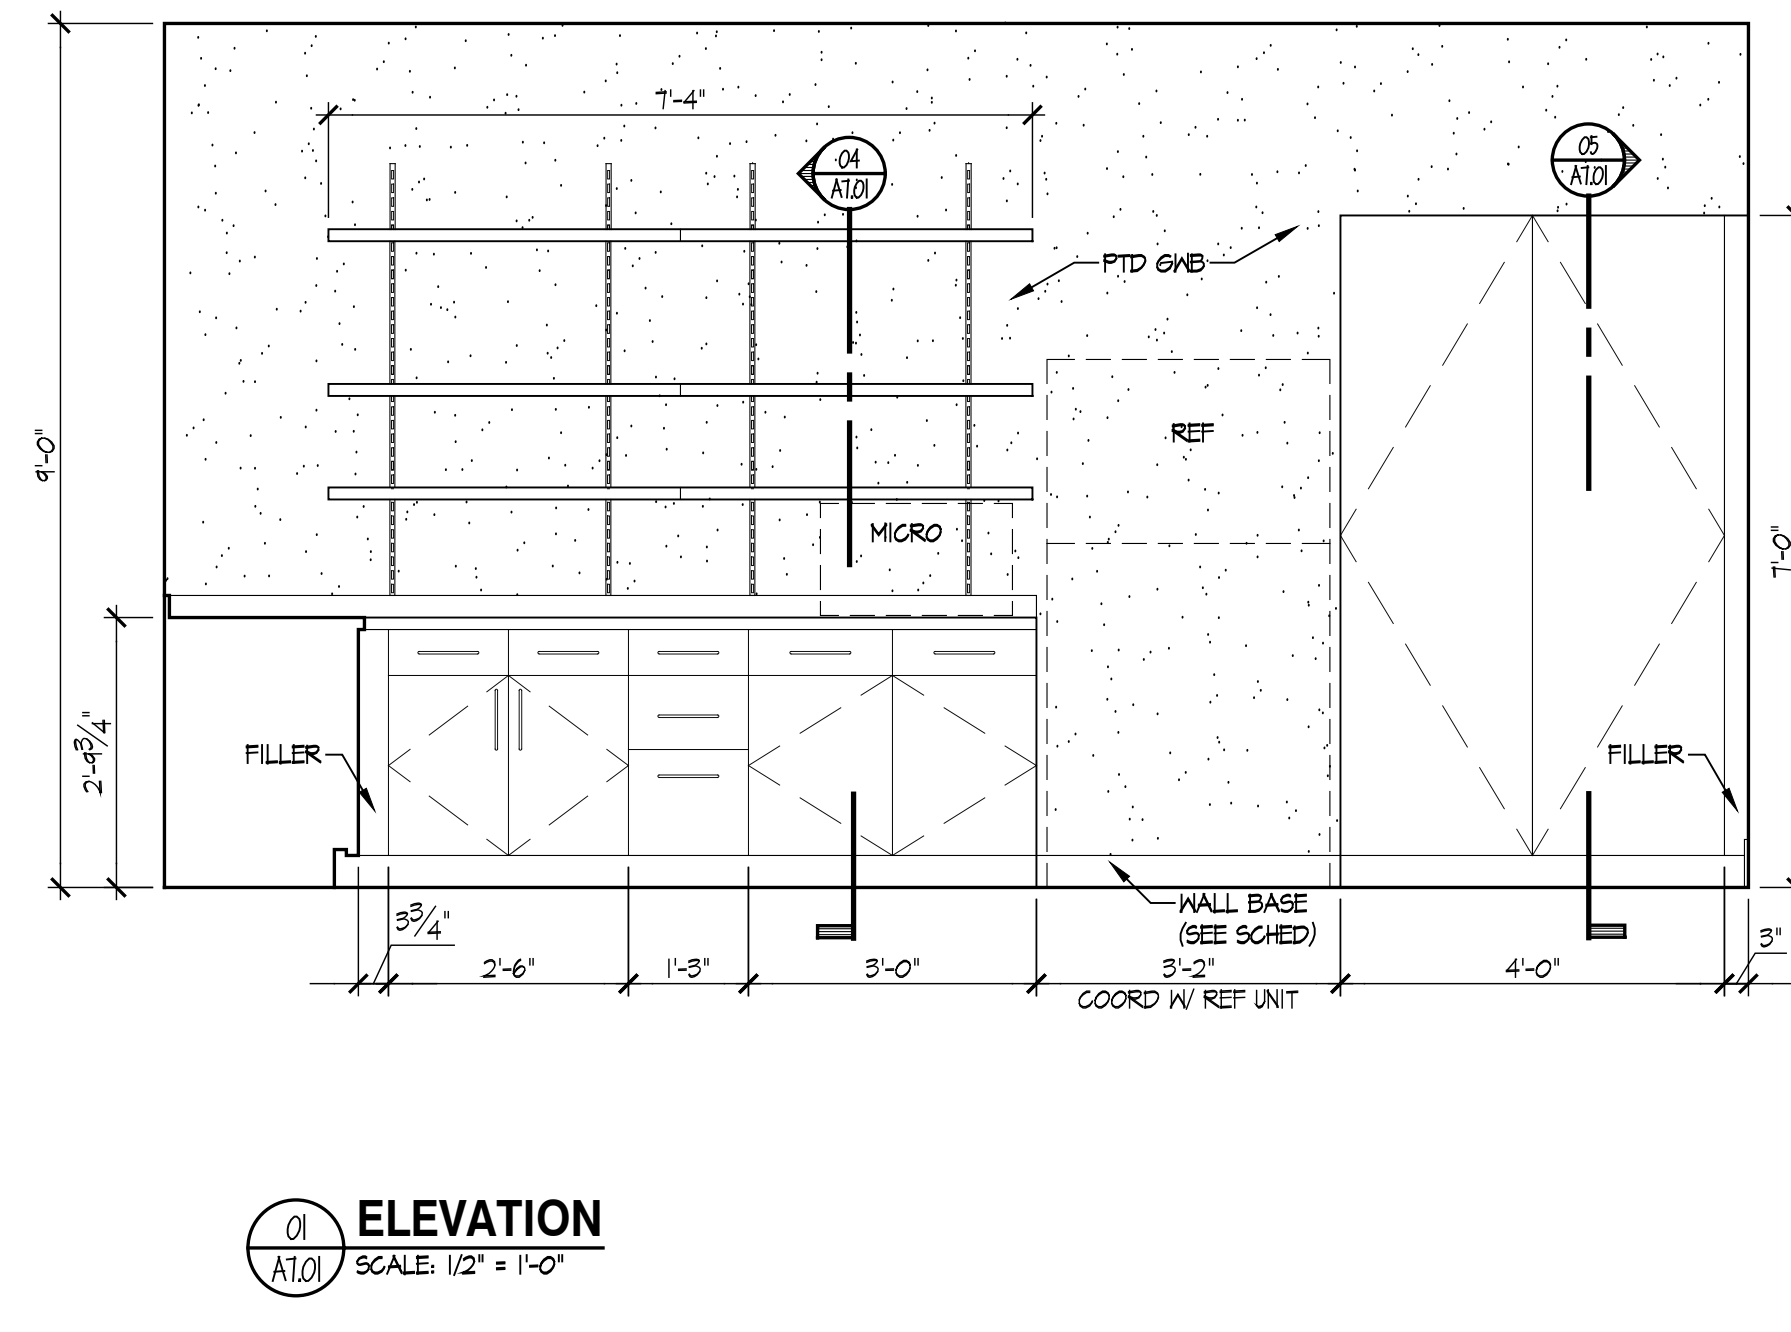 7'-4"
04
A7.01
05
A7.01
PTD GWB
9'-0"
REF
MICRO
7'-0"
2'-9 3/4"
FILLER
FILLER
WALL BASE
(SEE SCHED)
3 3/4"
3"
2'-6"
1'-3"
3'-0"
3'-2"
4'-0"
COORD W/ REF UNIT
01
ELEVATION
A7.01
SCALE: 1/2" = 1'-0"